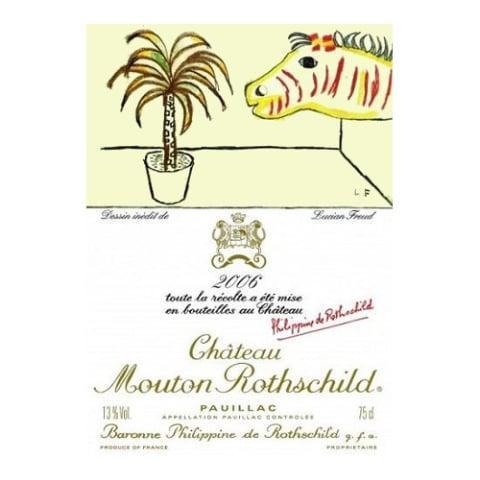 L F
Dessin inédit de Lucian Freud
2006
toute la récolte a été mise
en bouteilles au Château
Philippine de Rothschild
Château
Mouton Rothschild®
PAUILLAC
13% Vol. APPELLATION PAUILLAC CONTROLÉE 75 cl
Baronne Philippine de Rothschild g.f.a.
PRODUCE OF FRANCE PROPRIÉTAIRE